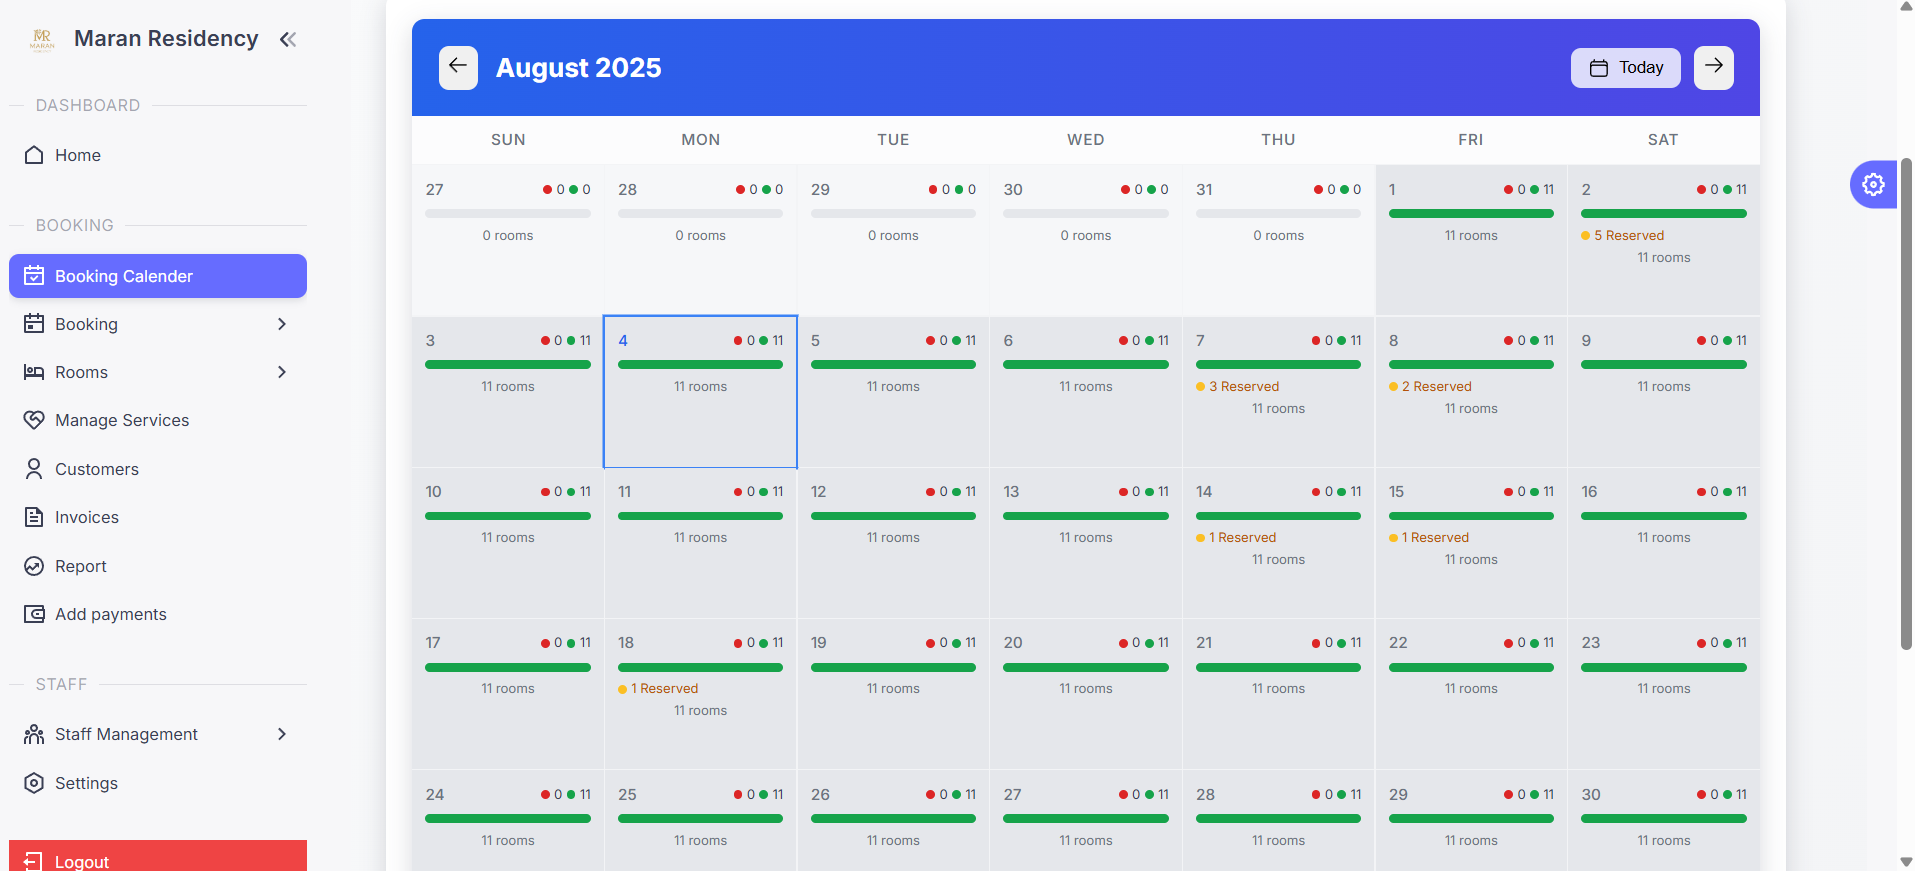 MR
MARAN
Maran Residency
DASHBOARD
Home
BOOKING
Booking Calender
Booking
Rooms
Manage Services
Customers
Invoices
Report
Add payments
STAFF
Staff Management
Settings
Logout
August 2025
Today
SUN MON TUE WED THU FRI SAT
27 0 0 28 0 0 29 0 0 30 0 0 31 0 0 1 0 11 2 0 11
0 rooms 0 rooms 0 rooms 0 rooms 0 rooms 11 rooms 5 Reserved
11 rooms
3 0 11 4 0 11 5 0 11 6 0 11 7 0 11 8 0 11 9 0 11
11 rooms 11 rooms 11 rooms 11 rooms 3 Reserved 2 Reserved 11 rooms
11 rooms 11 rooms
10 0 11 11 0 11 12 0 11 13 0 11 14 0 11 15 0 11 16 0 11
11 rooms 11 rooms 11 rooms 11 rooms 1 Reserved 1 Reserved 11 rooms
11 rooms 11 rooms
17 0 11 18 0 11 19 0 11 20 0 11 21 0 11 22 0 11 23 0 11
11 rooms 1 Reserved 11 rooms 11 rooms 11 rooms 11 rooms 11 rooms
11 rooms
24 0 11 25 0 11 26 0 11 27 0 11 28 0 11 29 0 11 30 0 11
11 rooms 11 rooms 11 rooms 11 rooms 11 rooms 11 rooms 11 rooms